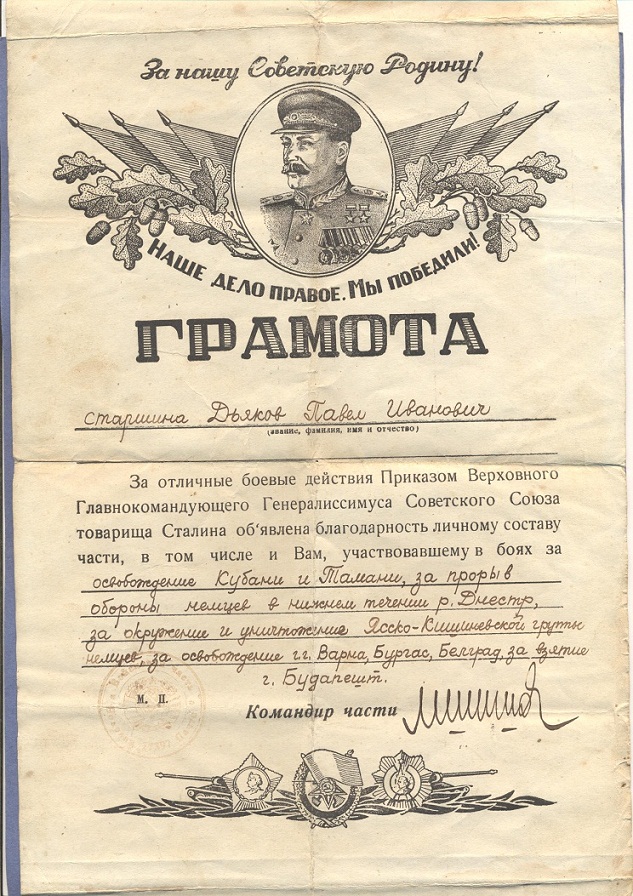 За нашу Советскую Родину!
НАШЕ ДЕЛО ПРАВОЕ. МЫ ПОБЕДИЛИ!
ГРАМОТА
старшина Дьяков Павел Иванович
(звание, фамилия, имя и отчество)
За отличные боевые действия Приказом Верховного
Главнокомандующего Генералиссимуса Советского Союза
товарища Сталина об'явлена благодарность личному составу
части, в том числе и Вам, участвовавшему в боях за
освобождение Кубани и Тамани, за прорыв
обороны немцев в нижнем течении р. Днестр,
за окружение и уничтожение Ясско-Кишиневской группы
немцев, за освобождение г.г. Варна, Бургас, Белград, за взятие
г. Будапешт.
М. П.
Командир части